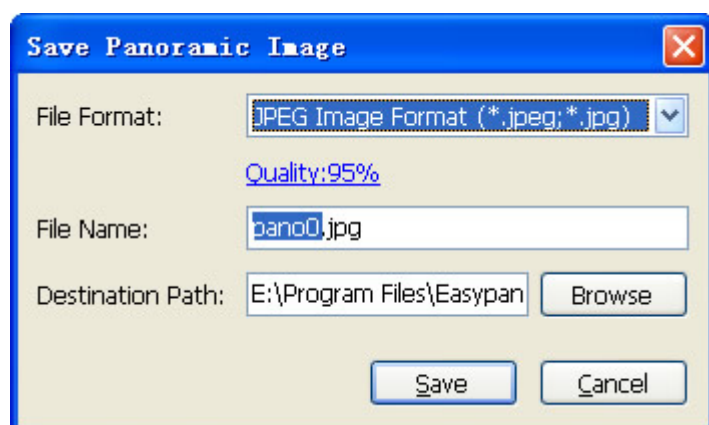 Save Panoramic Image
File Format: JPEG Image Format (*.jpeg;*.jpg)
Quality:95%
File Name: pano0.jpg
Destination Path: E:\Program Files\Easypan Browse
Save Cancel